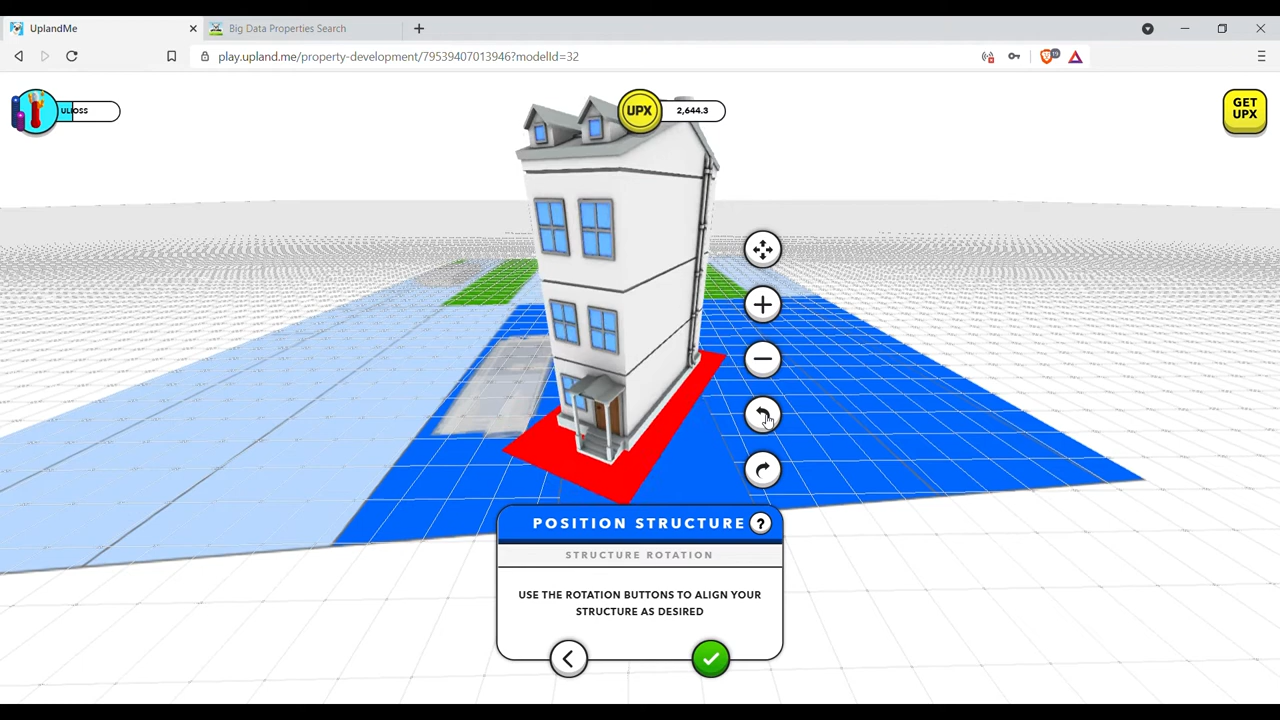 UplandMe
Big Data Properties Search
play.upland.me/property-development/79539407013946?modelId=32
19
UPX
2,644.3
GET
UPX
POSITION STRUCTURE ?
STRUCTURE ROTATION
USE THE ROTATION BUTTONS TO ALIGN YOUR
STRUCTURE AS DESIRED